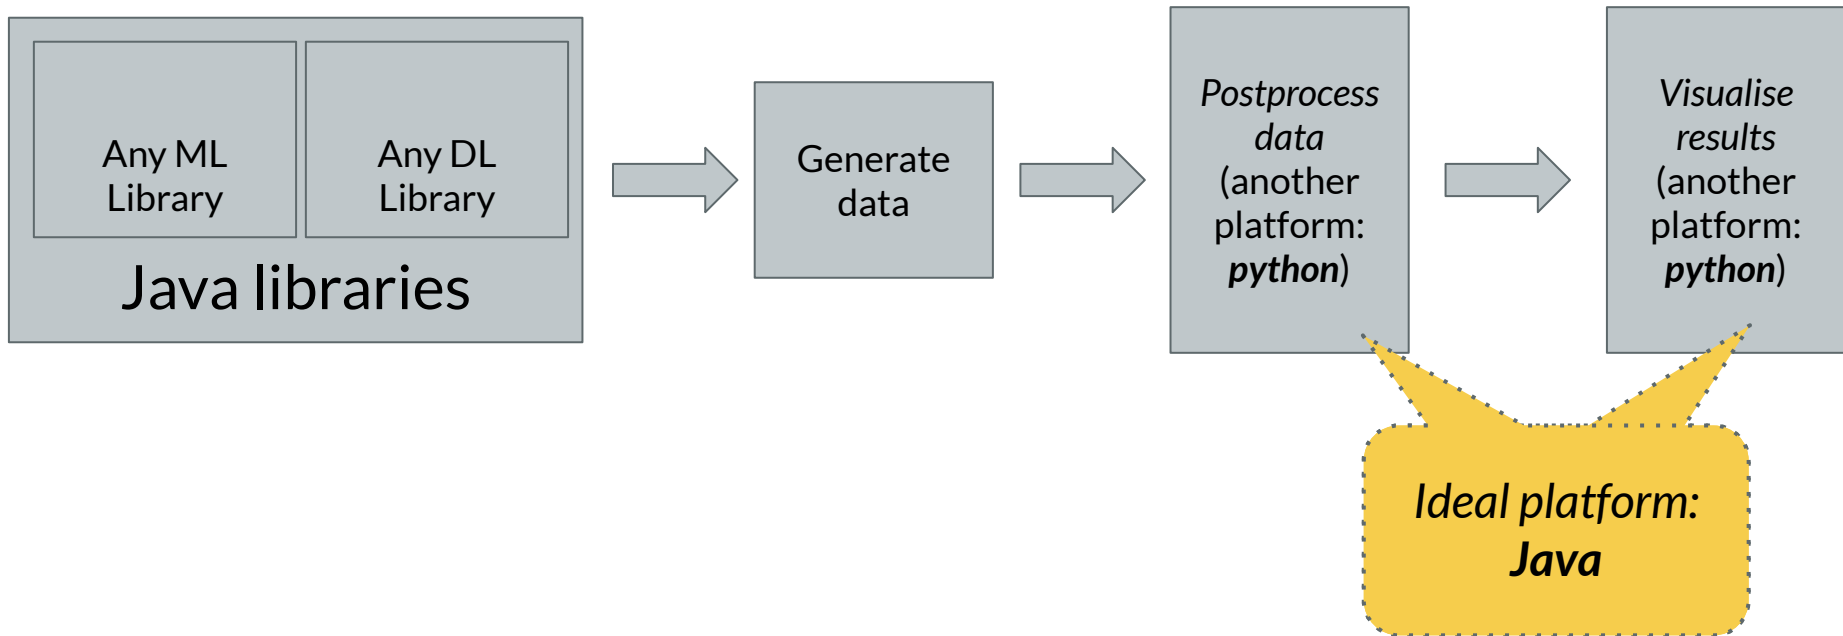 Any ML
Library
Any DL
Library
Java libraries
Generate
data
Postprocess
data
(another
platform:
python)
Visualise
results
(another
platform:
python)
Ideal platform:
Java